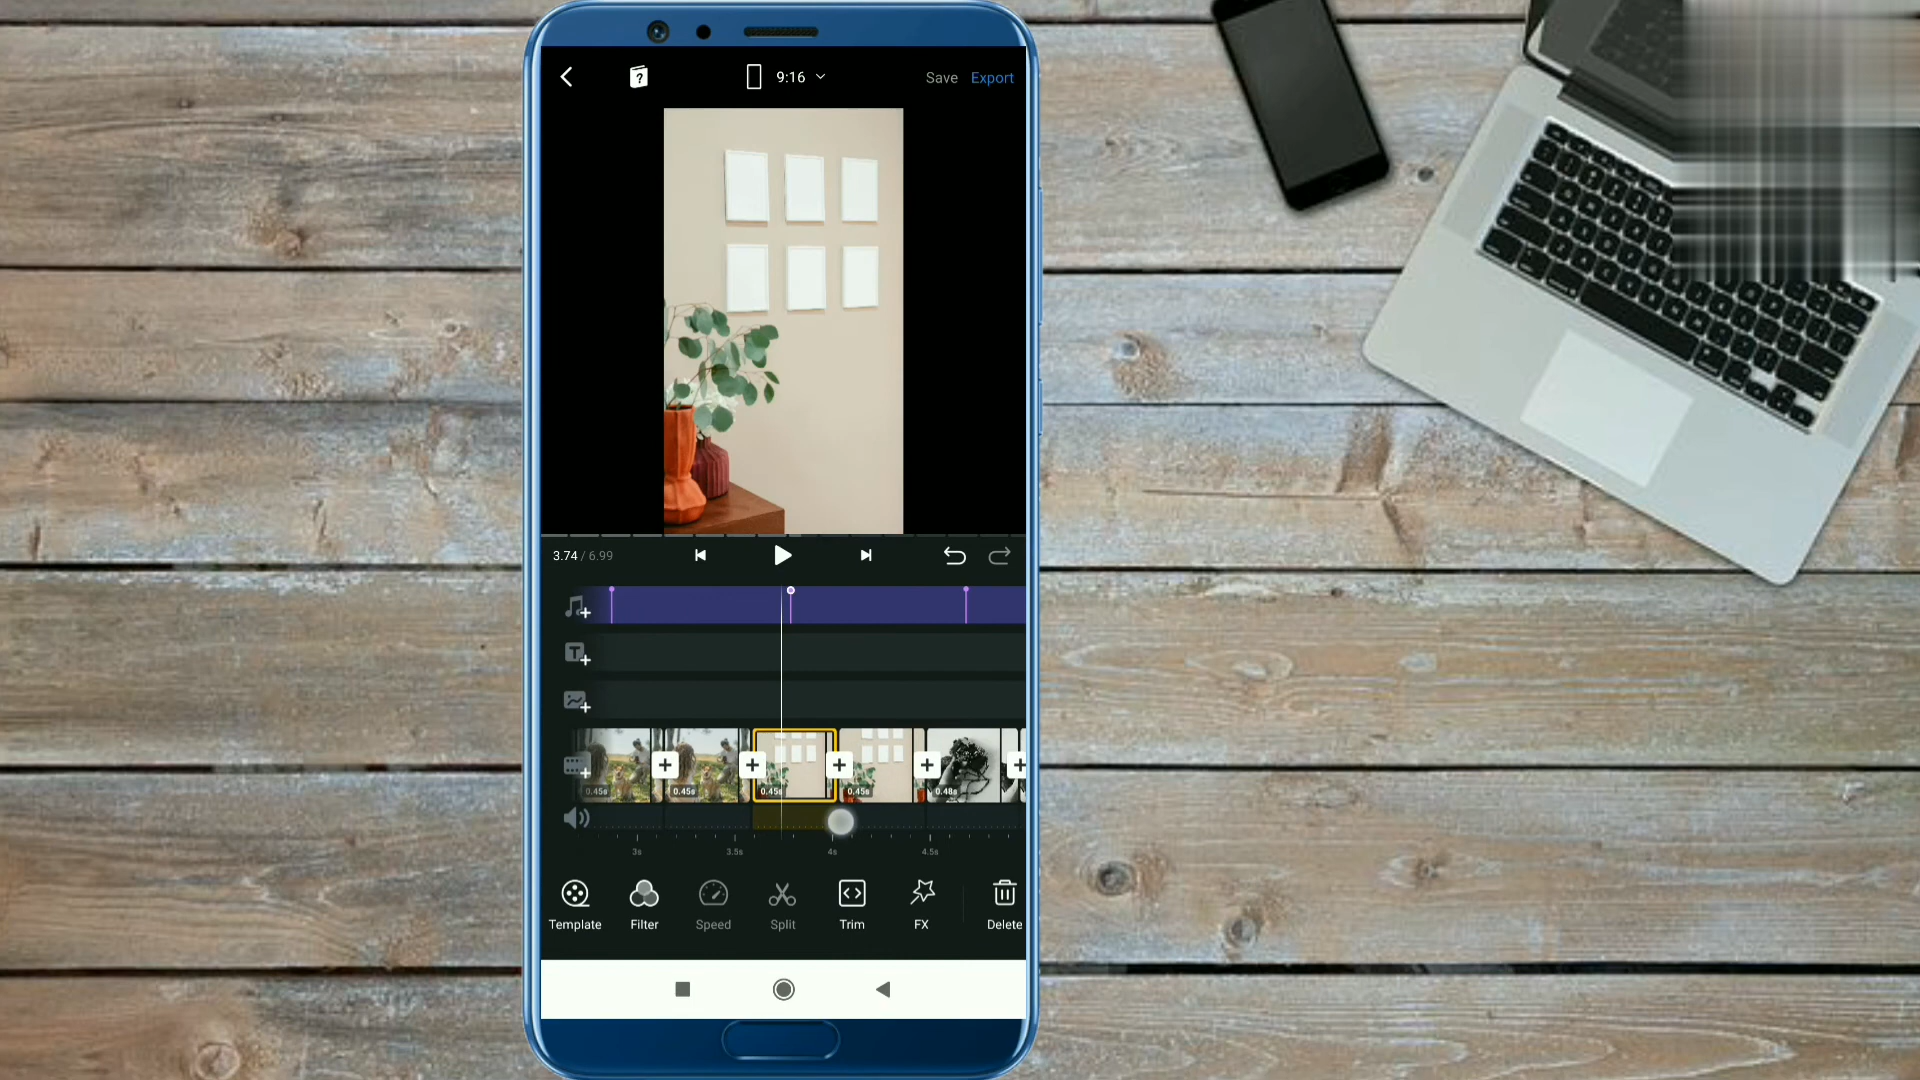 9:16
Save Export
3.74 / 6.99
T
0.45s 0.45s 0.45s 0.45s 0.48s
3s 3.5s 4s 4.5s
Template Filter Speed Split Trim FX Delete